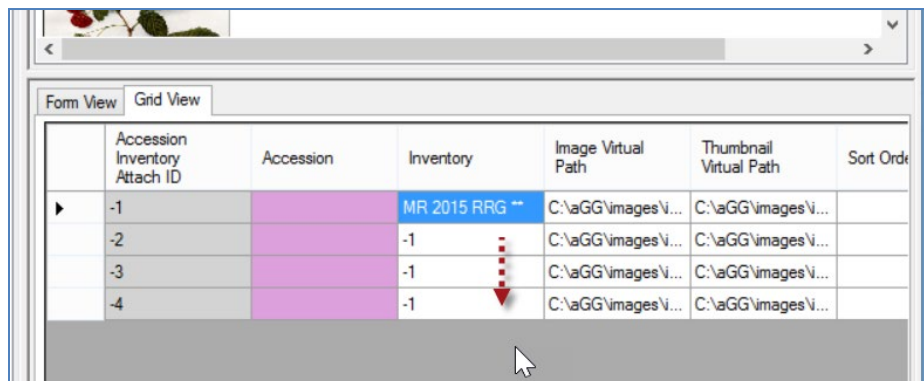 Form View Grid View
Accession Inventory Attach ID Accession Inventory Image Virtual Path Thumbnail Virtual Path Sort Orde
-1 MR 2015 RRG ** C:\aGG\images\i... C:\aGG\images\i...
-2 -1 C:\aGG\images\i... C:\aGG\images\i...
-3 -1 C:\aGG\images\i... C:\aGG\images\i...
-4 -1 C:\aGG\images\i... C:\aGG\images\i...